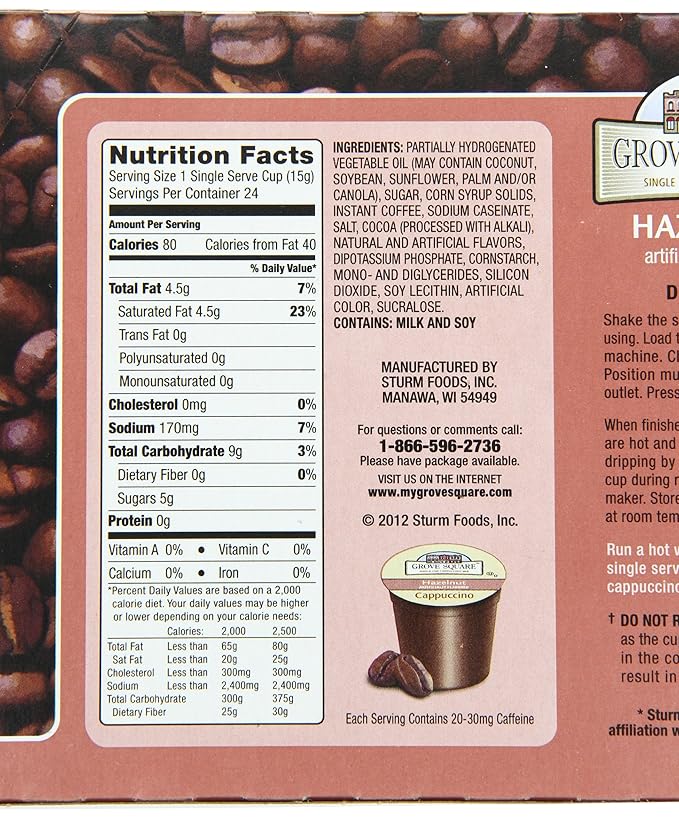 Nutrition Facts
Serving Size 1 Single Serve Cup (15g)
Servings Per Container 24
Amount Per Serving
Calories 80 Calories from Fat 40
% Daily Value*
Total Fat 4.5g 7%
Saturated Fat 4.5g 23%
Trans Fat 0g
Polyunsaturated 0g
Monounsaturated 0g
Cholesterol 0mg 0%
Sodium 170mg 7%
Total Carbohydrate 9g 3%
Dietary Fiber 0g 0%
Sugars 5g
Protein 0g
Vitamin A 0% • Vitamin C 0%
Calcium 0% • Iron 0%
*Percent Daily Values are based on a 2,000
calorie diet. Your daily values may be higher
or lower depending on your calorie needs:
Calories: 2,000 2,500
Total Fat Less than 65g 80g
Sat Fat Less than 20g 25g
Cholesterol Less than 300mg 300mg
Sodium Less than 2,400mg 2,400mg
Total Carbohydrate 300g 375g
Dietary Fiber 25g 30g
INGREDIENTS: PARTIALLY HYDROGENATED
VEGETABLE OIL (MAY CONTAIN COCONUT,
SOYBEAN, SUNFLOWER, PALM AND/OR
CANOLA), SUGAR, CORN SYRUP SOLIDS,
INSTANT COFFEE, SODIUM CASEINATE,
SALT, COCOA (PROCESSED WITH ALKALI),
NATURAL AND ARTIFICIAL FLAVORS,
DIPOTASSIUM PHOSPHATE, CORNSTARCH,
MONO- AND DIGLYCERIDES, SILICON
DIOXIDE, SOY LECITHIN, ARTIFICIAL
COLOR, SUCRALOSE.
CONTAINS: MILK AND SOY
MANUFACTURED BY
STURM FOODS, INC.
MANAWA, WI 54949
For questions or comments call:
1-866-596-2736
Please have package available.
VISIT US ON THE INTERNET
www.mygrovesquare.com
© 2012 Sturm Foods, Inc.
GROVE SQUARE
Hazelnut
Cappuccino
Each Serving Contains 20-30mg Caffeine
GROV
SINGLE
HAZ
artifi
D
Shake the s
using. Load t
machine. Cl
Position mu
outlet. Press
When finishe
are hot and
dripping by
cup during r
maker. Store
at room tem
Run a hot w
single serv
cappuccino
† DO NOT R
as the cu
in the co
result in
* Sturm
affiliation w